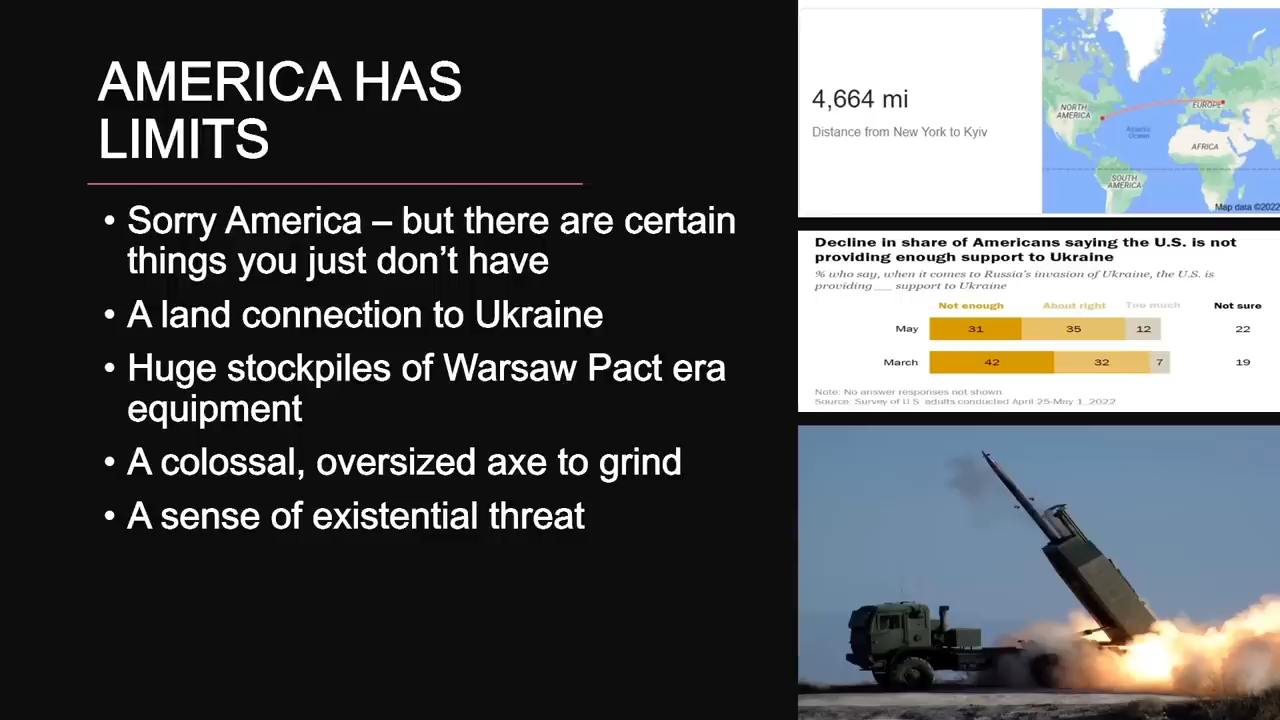 AMERICA HAS
LIMITS
• Sorry America – but there are certain
things you just don’t have
• A land connection to Ukraine
• Huge stockpiles of Warsaw Pact era
equipment
• A colossal, oversized axe to grind
• A sense of existential threat
4,664 mi
Distance from New York to Kyiv
NORTH
AMERICA
EUROPE
Atlantic
Ocean
AFRICA
SOUTH
AMERICA
Map data ©2022
Decline in share of Americans saying the U.S. is not
providing enough support to Ukraine
% who say, when it comes to Russia's invasion of Ukraine, the U.S. is
providing ___ support to Ukraine
Not enough About right Too much Not sure
May 31 35 12 22
March 42 32 7 19
Note: No answer responses not shown.
Source: Survey of U.S. adults conducted April 25-May 1, 2022